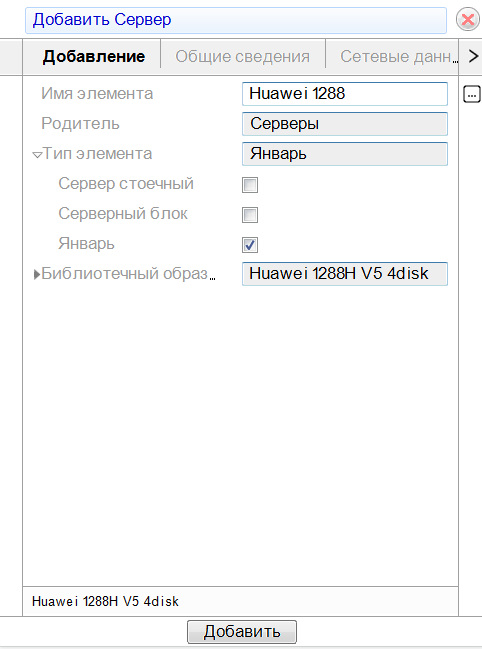 Добавить Сервер
Добавление Общие сведения Сетевые данн...
Имя элемента Huawei 1288
Родитель Серверы
Тип элемента Январь
Сервер стоечный
Серверный блок
Январь
Библиотечный образ... Huawei 1288H V5 4disk
Huawei 1288H V5 4disk
Добавить